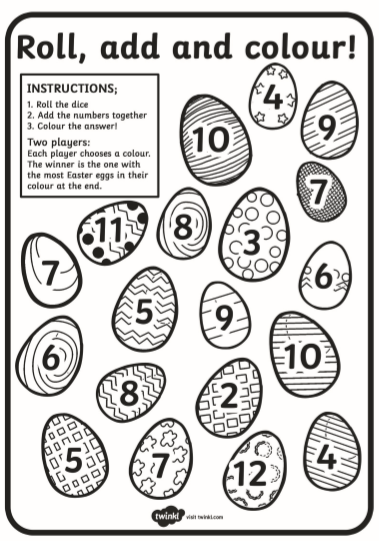 Roll, add and colour!
INSTRUCTIONS;
1. Roll the dice
2. Add the numbers together
3. Colour the answer!
Two players:
Each player chooses a colour.
The winner is the one with
the most Easter eggs in their
colour at the end.
4
10
9
7
11
8
3
7
6
5
9
6
10
8
2
5
7
12
4
twinkl visit twinkl.com